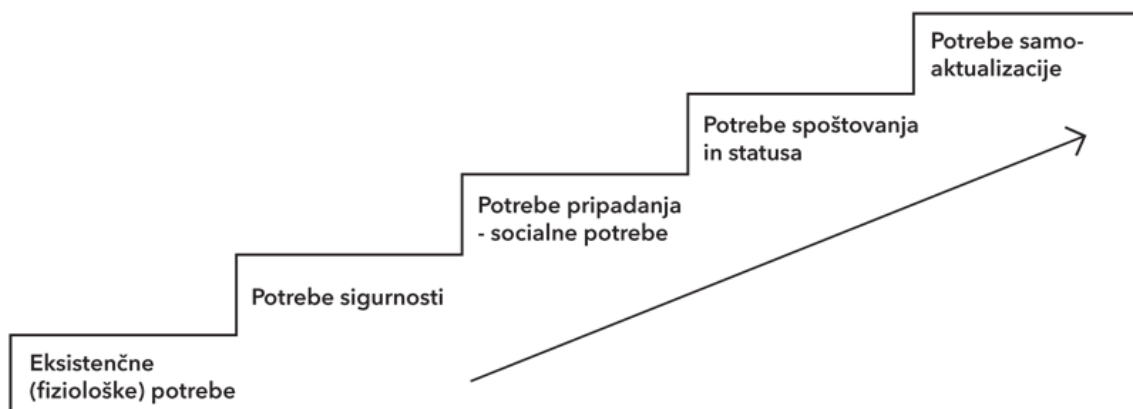 Potrebe samo-
aktualizacije
Potrebe spoštovanja
in statusa
Potrebe pripadanja
- socialne potrebe
Potrebe sigurnosti
Eksistenčne
(fiziološke) potrebe